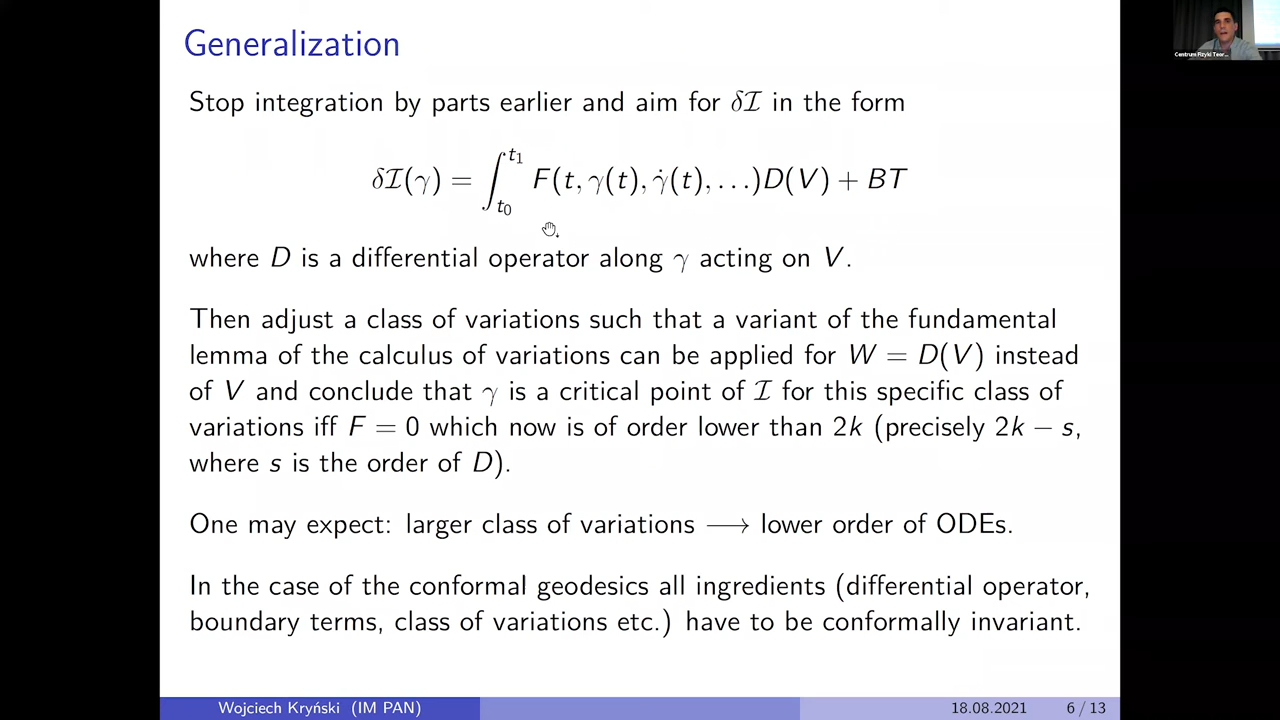 Generalization
Centrum Fizyki Teor...
Stop integration by parts earlier and aim for δℐ in the form
δℐ(γ) = ∫_{t₀}^{t₁} F(t, γ(t), γ̇(t), …)D(V) + BT
where D is a differential operator along γ acting on V.
Then adjust a class of variations such that a variant of the fundamental
lemma of the calculus of variations can be applied for W = D(V) instead
of V and conclude that γ is a critical point of ℐ for this specific class of
variations iff F = 0 which now is of order lower than 2k (precisely 2k − s,
where s is the order of D).
One may expect: larger class of variations ⟶ lower order of ODEs.
In the case of the conformal geodesics all ingredients (differential operator,
boundary terms, class of variations etc.) have to be conformally invariant.
Wojciech Kryński (IM PAN)
18.08.2021
6 / 13